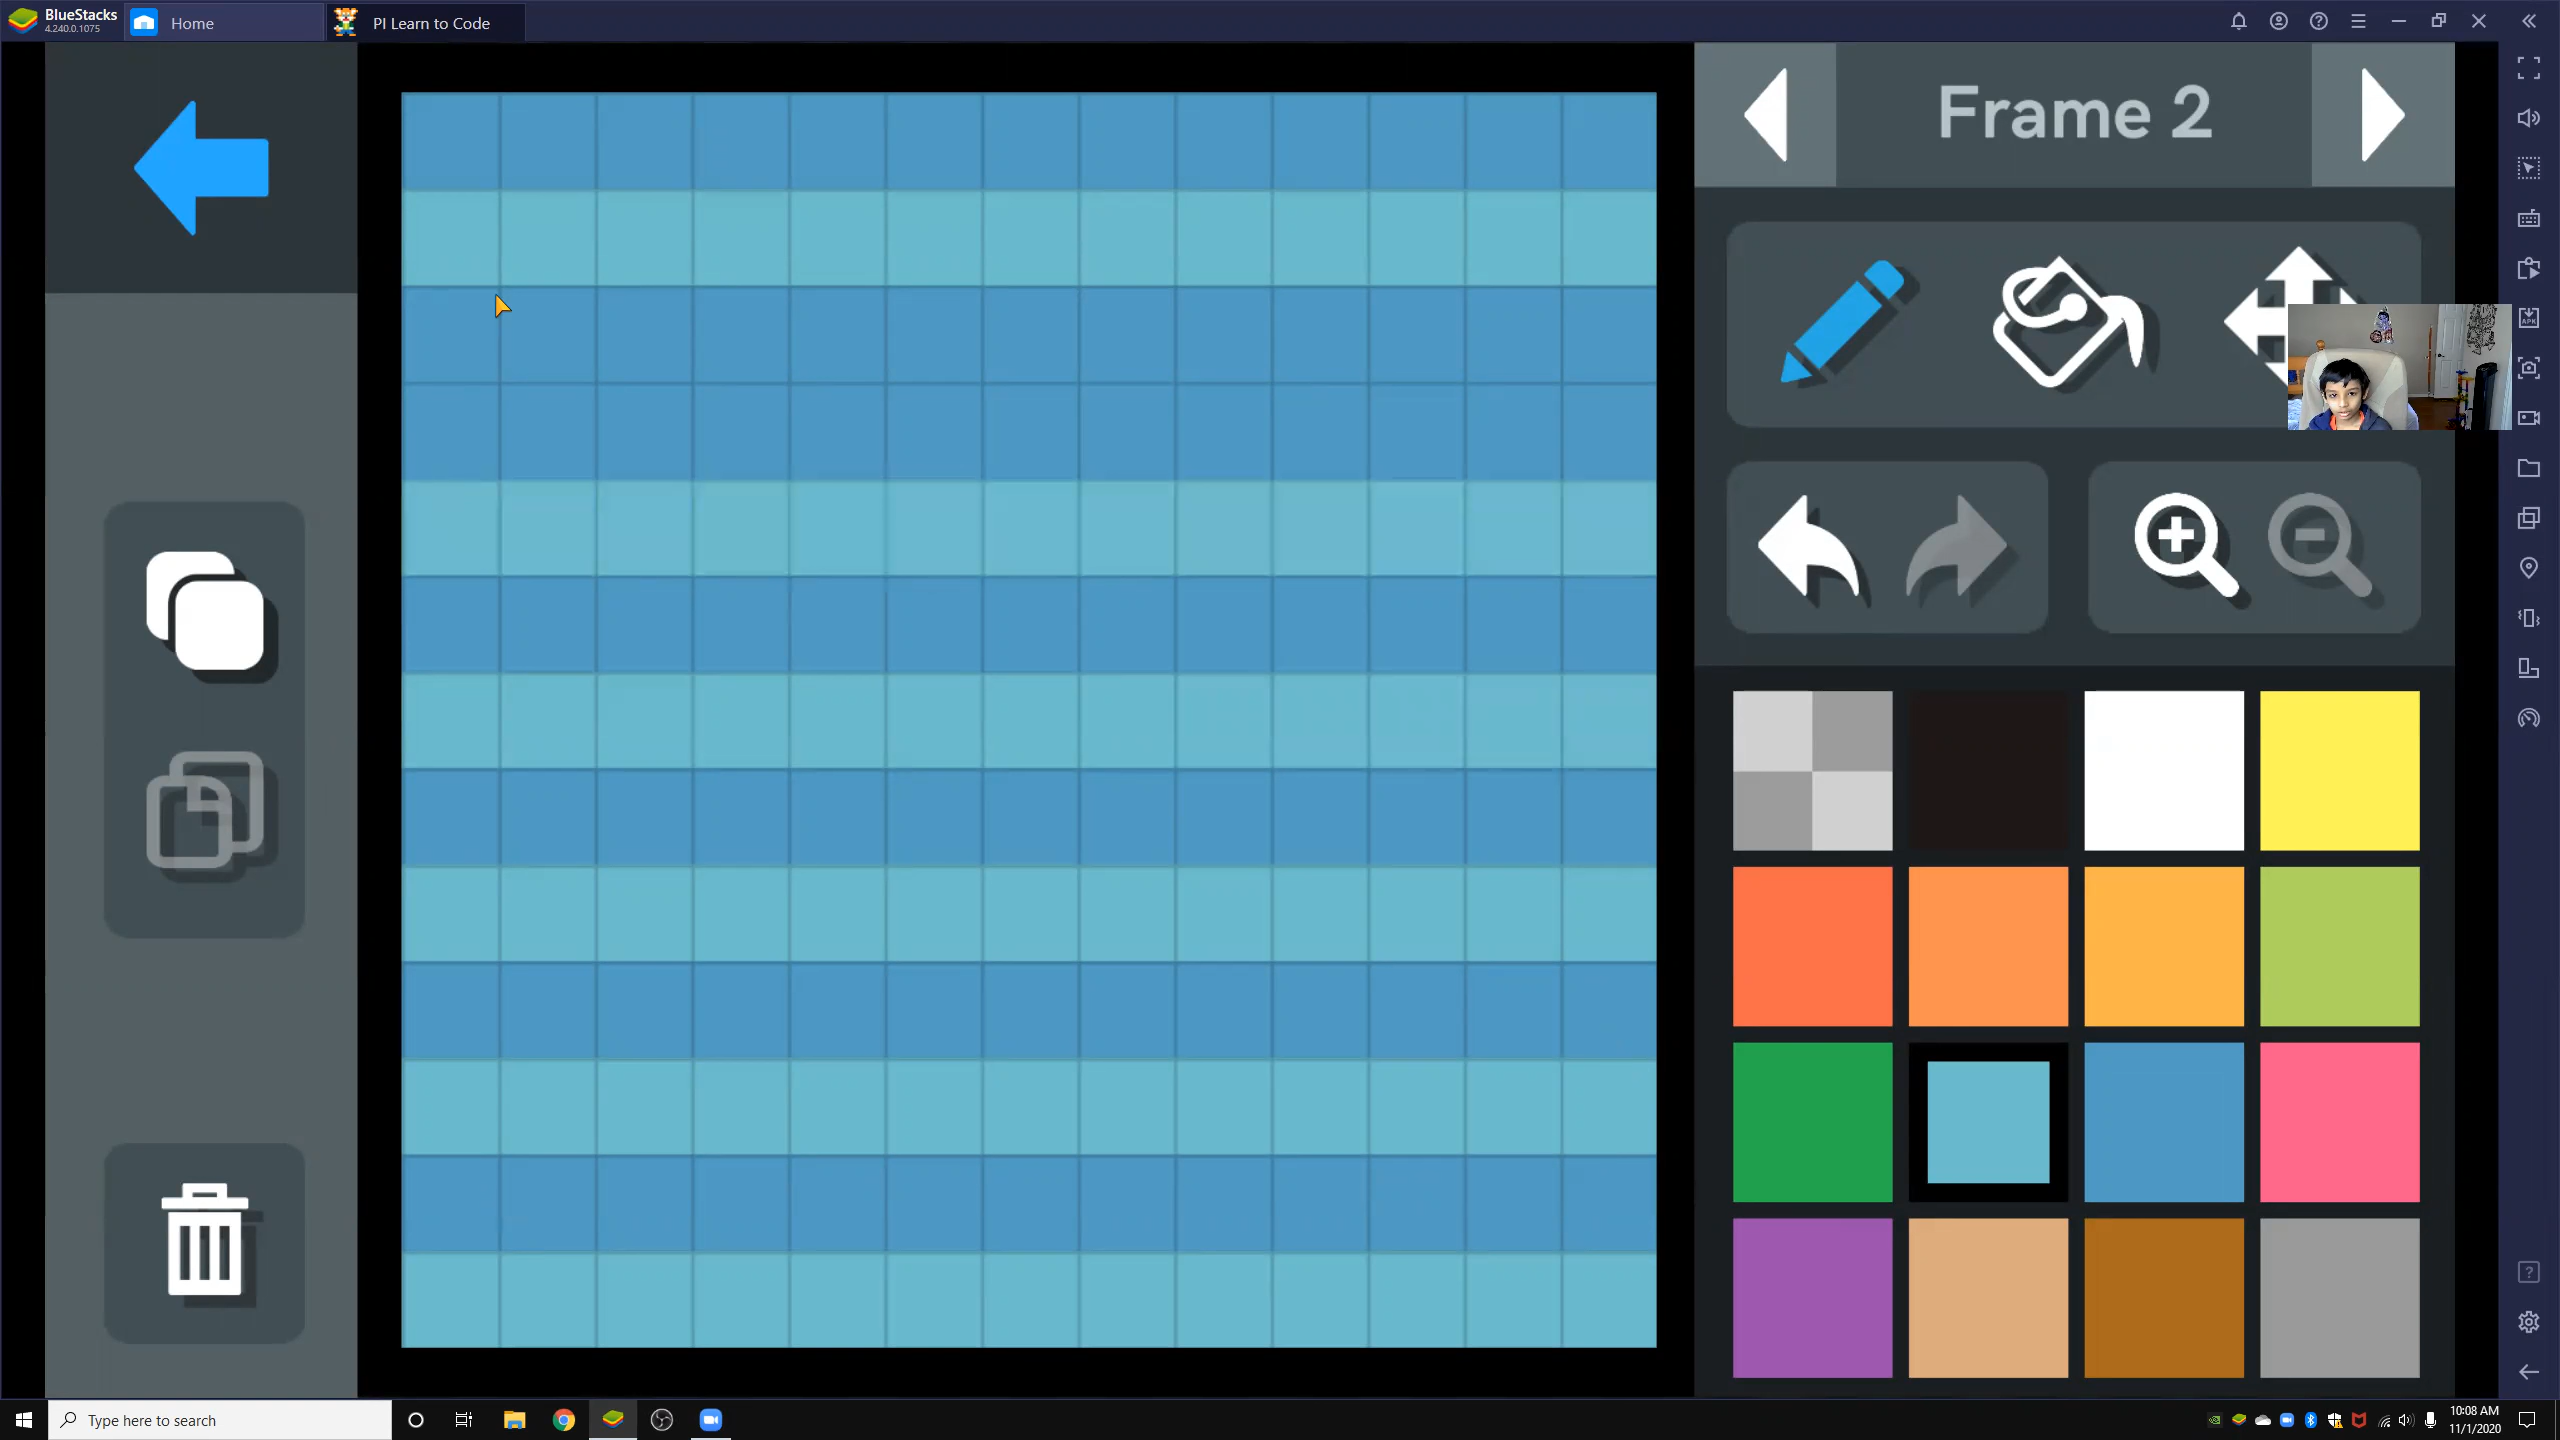 BlueStacks
4.240.0.1075
Home
PI Learn to Code
Frame 2
APK
Type here to search
10:08 AM
11/1/2020